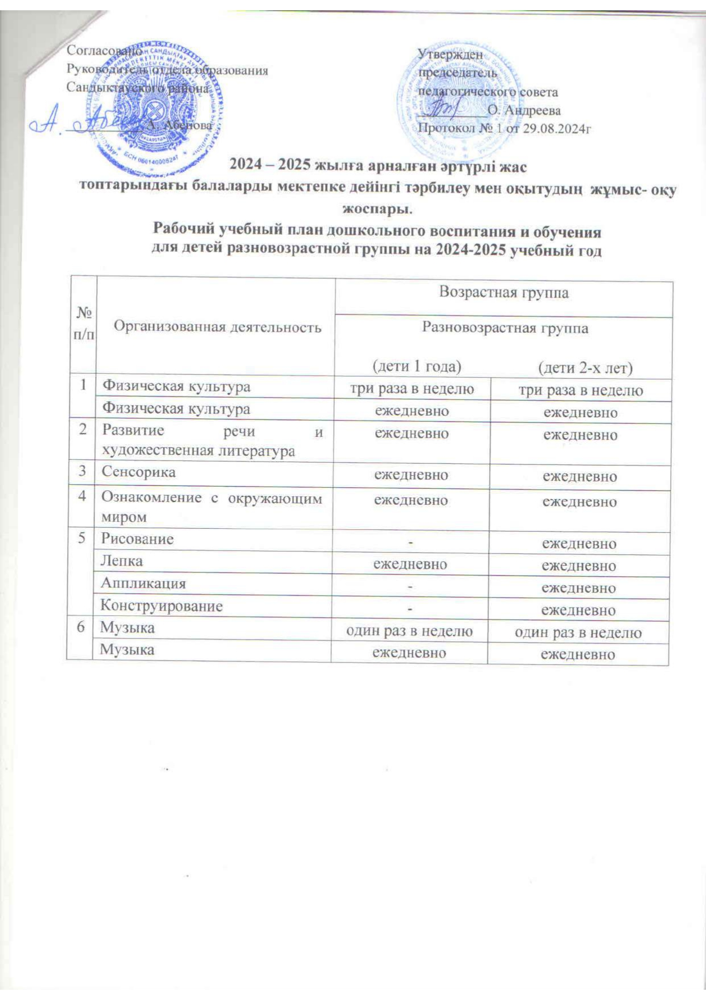 Согласовано
Руководитель отдела образования
Сандыктауского района
А. Абенова
БСН 060140008247
Утвержден
председатель
педагогического совета
О. Андреева
Протокол № 1 от 29.08.2024г
2024 – 2025 жылға арналған әртүрлі жас
топтарындағы балаларды мектепке дейінгі тәрбилеу мен оқытудың жұмыс- оқу
жоспары.
Рабочий учебный план дошкольного воспитания и обучения
для детей разновозрастной группы на 2024-2025 учебный год
№ п/п Организованная деятельность Возрастная группа
Разновозрастная группа
(дети 1 года) (дети 2-х лет)
1 Физическая культура три раза в неделю три раза в неделю
Физическая культура ежедневно ежедневно
2 Развитие речи и ежедневно ежедневно
художественная литература
3 Сенсорика ежедневно ежедневно
4 Ознакомление с окружающим ежедневно ежедневно
миром
5 Рисование - ежедневно
Лепка ежедневно ежедневно
Аппликация - ежедневно
Конструирование - ежедневно
6 Музыка один раз в неделю один раз в неделю
Музыка ежедневно ежедневно